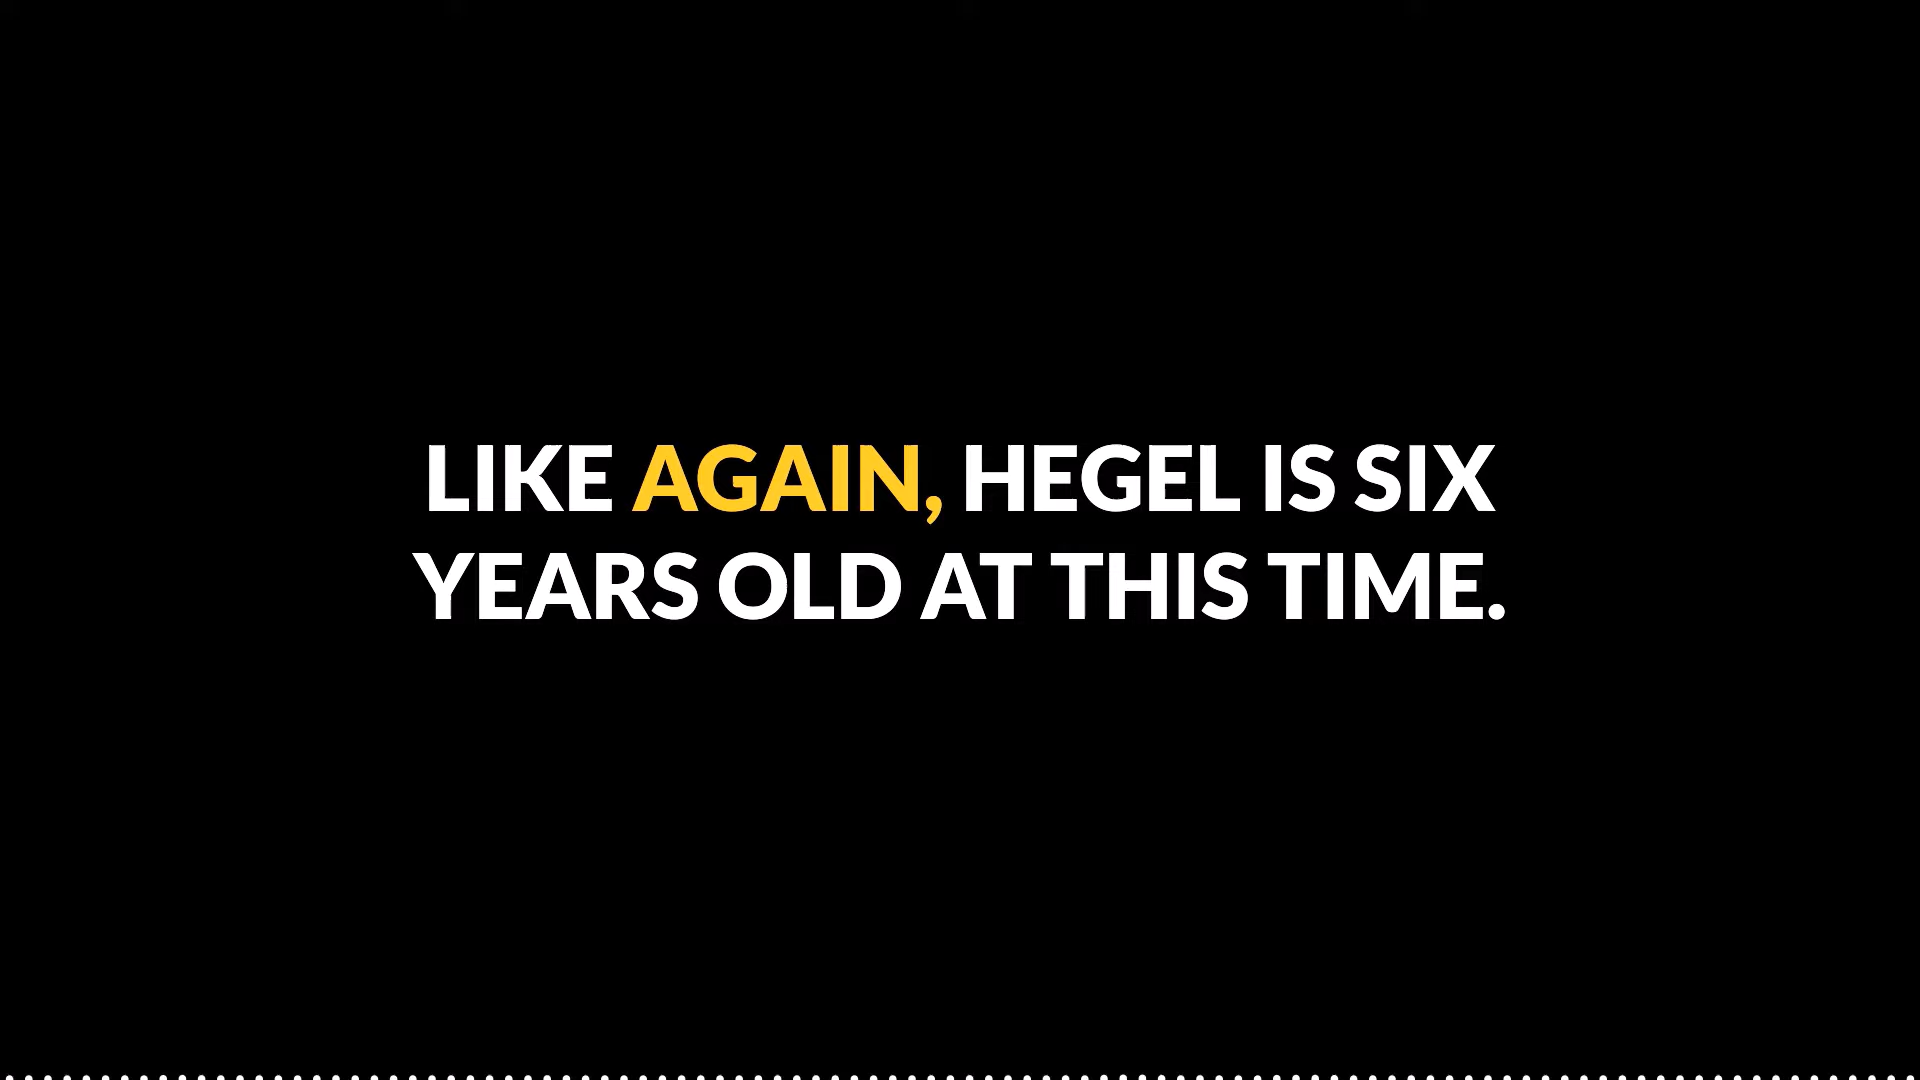 LIKE AGAIN, HEGEL IS SIX
YEARS OLD AT THIS TIME.